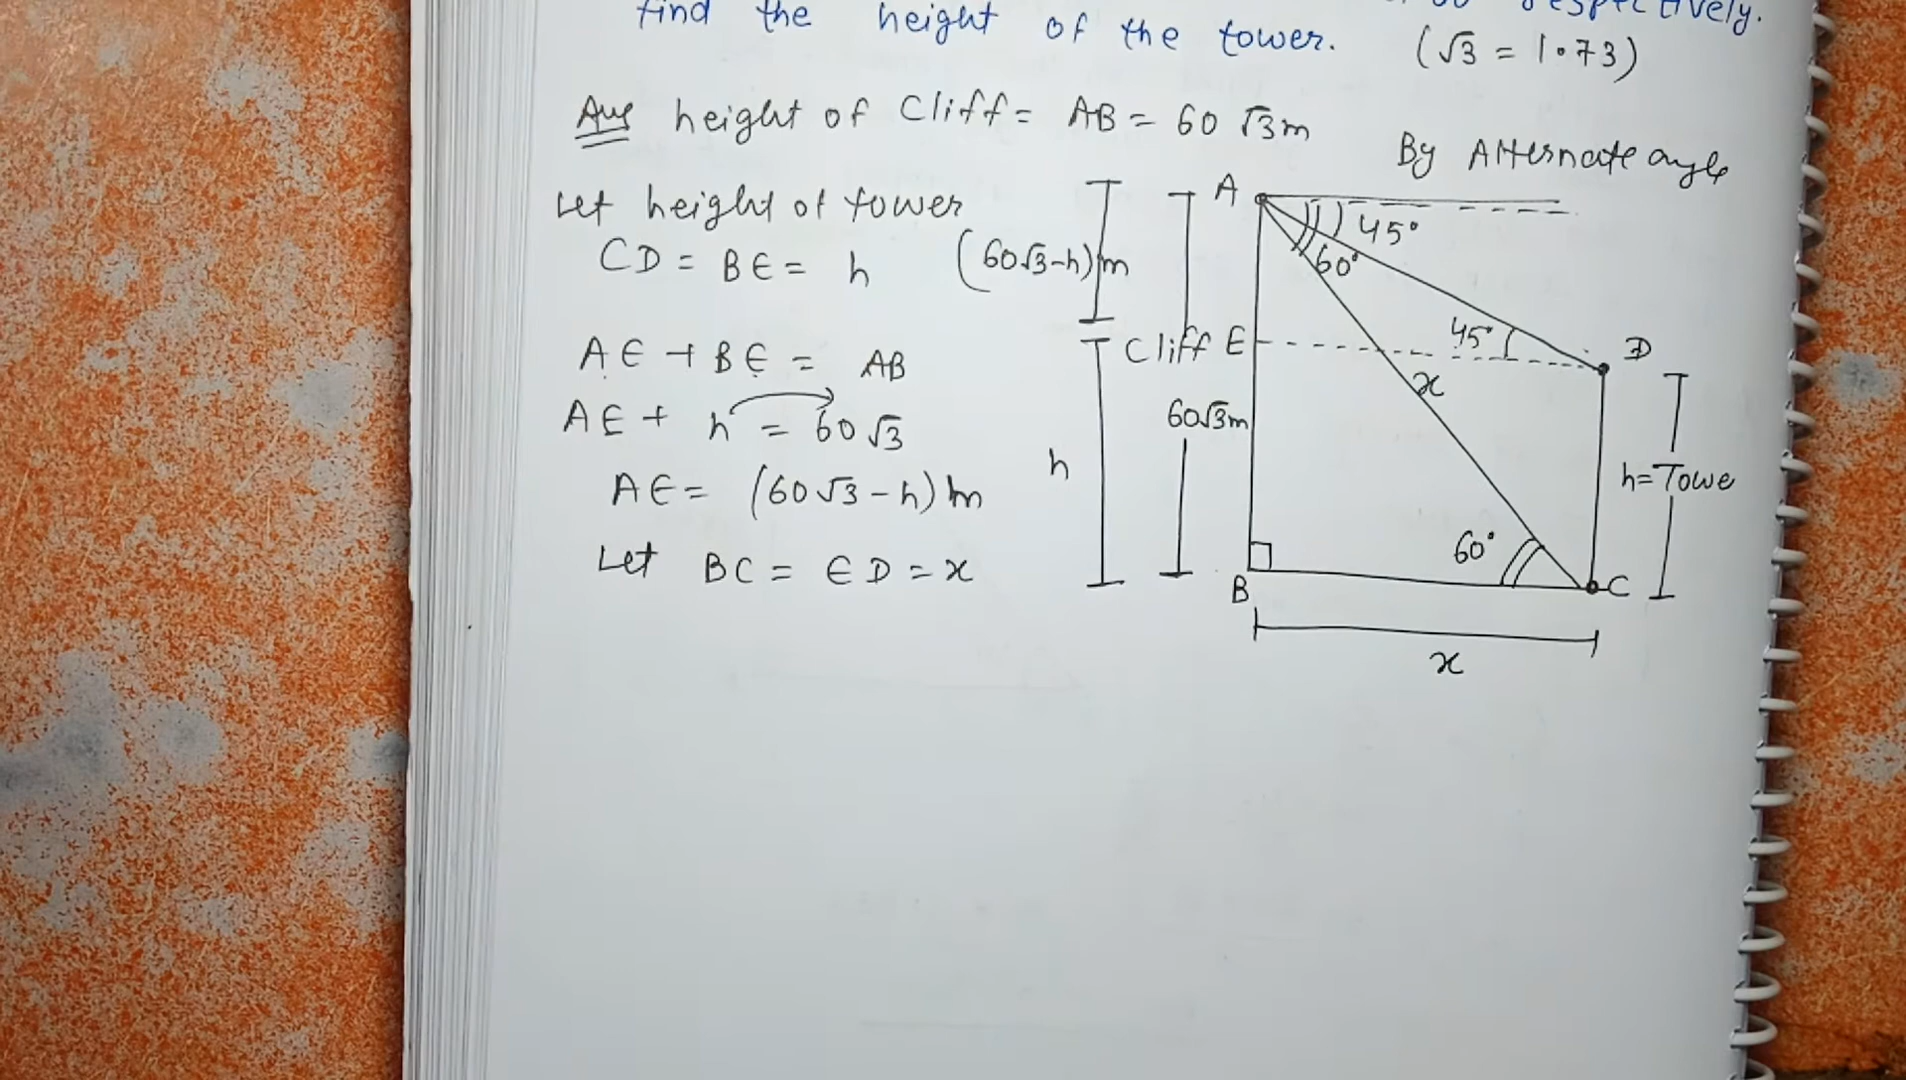 find the height of the tower. (√3 = 1.73)
Ans height of Cliff = AB = 60 √3m
By Alternate angle
Let height of tower
CD = BE = h
AE + BE = AB
AE + h = 60 √3
AE = (60 √3 - h) m
Let BC = ED = x
A
45°
60°
(60√3-h) m
Cliff E
45°
D
x
60√3m
h
h = Towe
60°
B
C
x